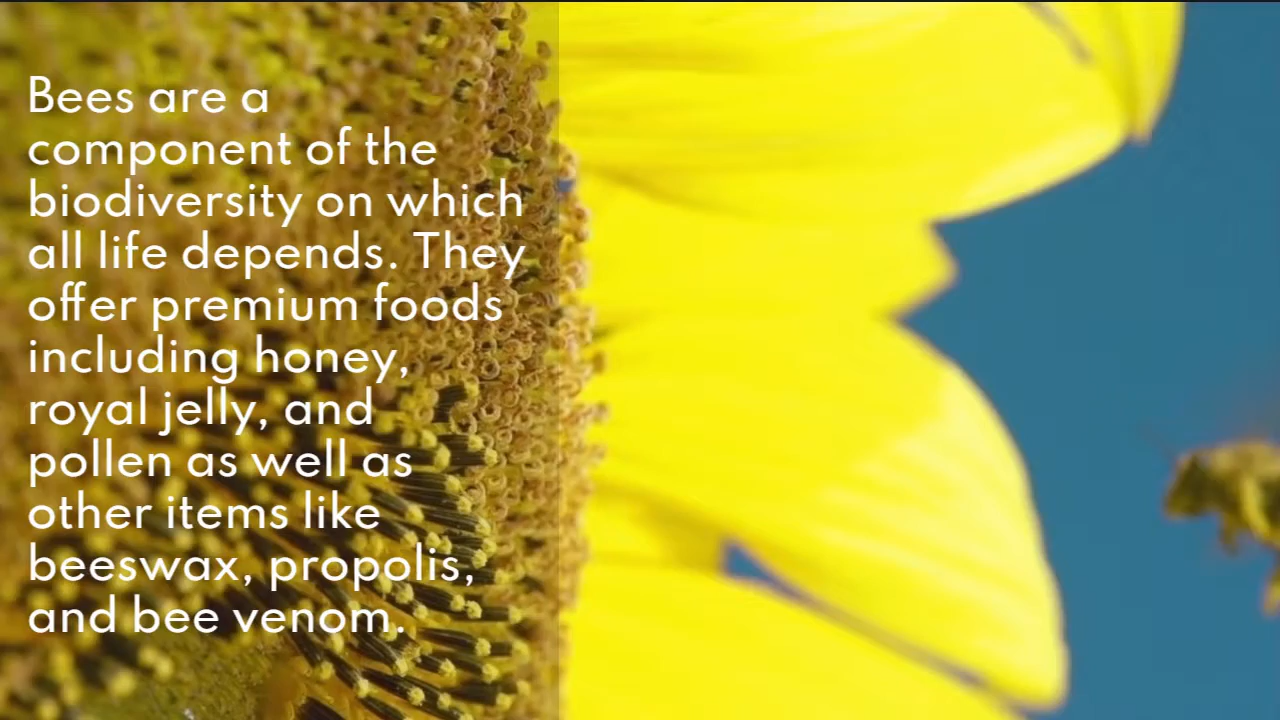 Bees are a
component of the
biodiversity on which
all life depends. They
offer premium foods
including honey,
royal jelly, and
pollen as well as
other items like
beeswax, propolis,
and bee venom.